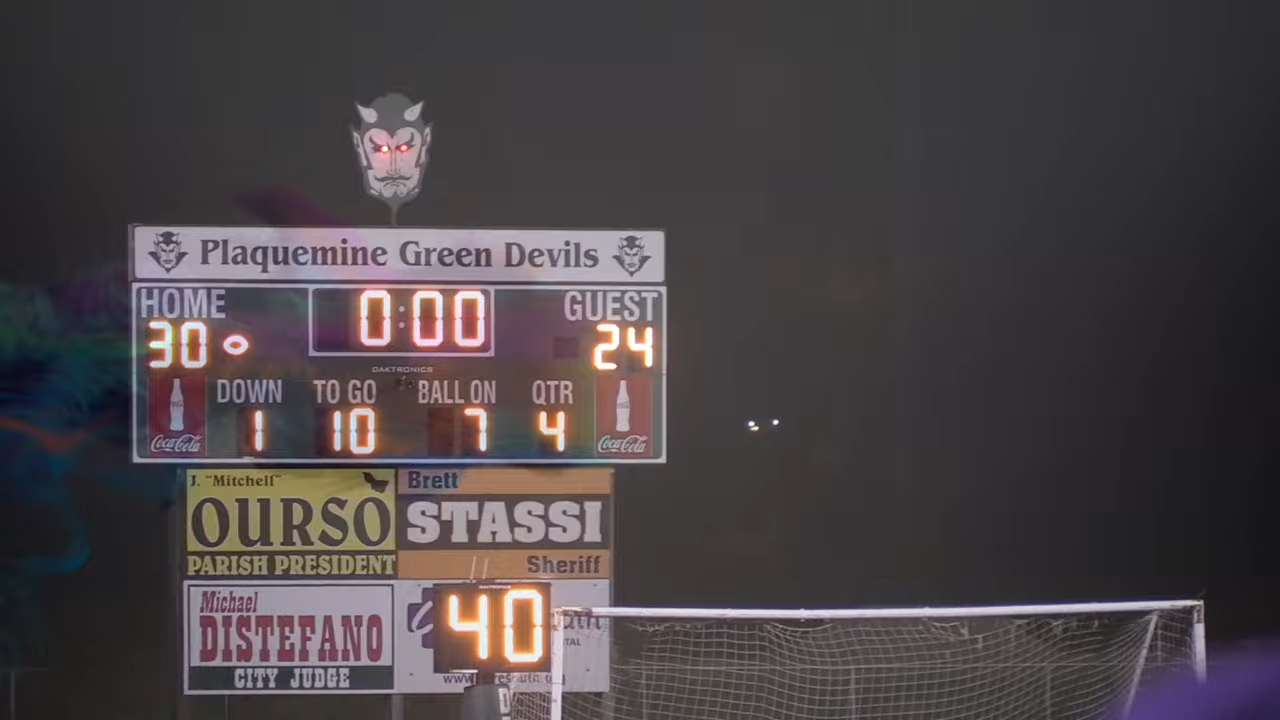 Plaquemine Green Devils
HOME 0:00 GUEST
30 24
DAKTRONICS
DOWN TO GO BALL ON QTR
1 10 7 4
Coca-Cola Coca-Cola
J. "Mitchell"
OURSO
PARISH PRESIDENT
Brett
STASSI
Sheriff
Michael
DISTEFANO
CITY JUDGE
40